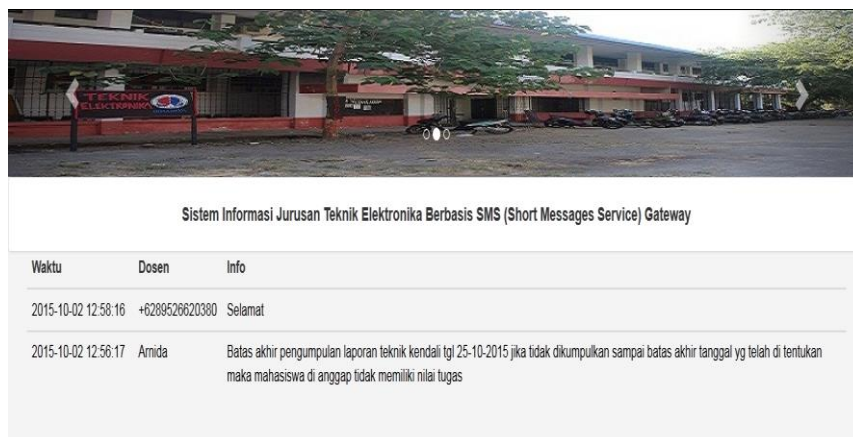 TEKNIK
ELEKTRONIKA
Sistem Informasi Jurusan Teknik Elektronika Berbasis SMS (Short Messages Service) Gateway
Waktu Dosen Info
2015-10-02 12:58:16 +6289526620380 Selamat
2015-10-02 12:56:17 Arnida Batas akhir pengumpulan laporan teknik kendali tgl 25-10-2015 jika tidak dikumpulkan sampai batas akhir tanggal yg telah di tentukan
maka mahasiswa di anggap tidak memiliki nilai tugas